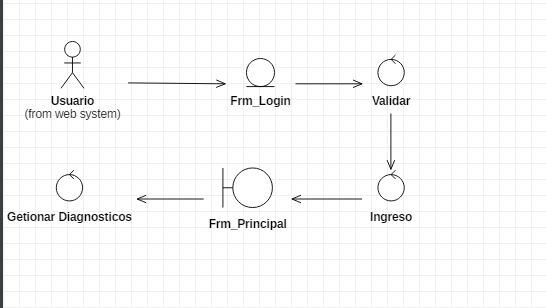 Usuario
(from web system)
Frm_Login
Validar
Getionar Diagnosticos
Frm_Principal
Ingreso